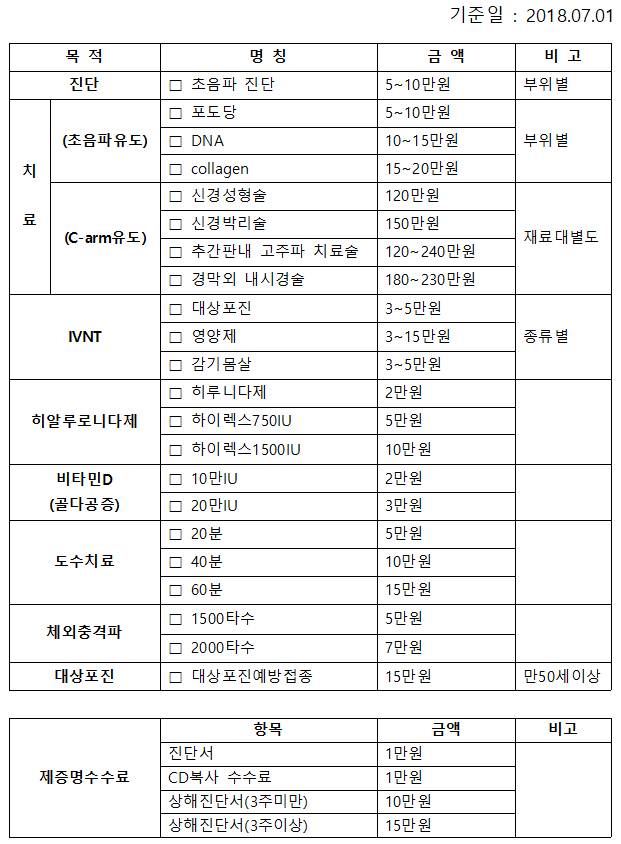 기준일 : 2018.07.01
목 적 명 칭 금 액 비 고
진단 □ 초음파 진단 5~10만원 부위별
치료 (초음파유도) □ 포도당 5~10만원 부위별
□ DNA 10~15만원
□ collagen 15~20만원
(C-arm유도) □ 신경성형술 120만원 재료대별도
□ 신경박리술 150만원
□ 추간판내 고주파 치료술 120~240만원
□ 경막외 내시경술 180~230만원
IVNT □ 대상포진 3~5만원 종류별
□ 영양제 3~15만원
□ 감기몸살 3~5만원
히알루로니다제 □ 히루니다제 2만원
□ 하이렉스750IU 5만원
□ 하이렉스1500IU 10만원
비타민D □ 10만IU 2만원
(골다공증) □ 20만IU 3만원
도수치료 □ 20분 5만원
□ 40분 10만원
□ 60분 15만원
체외충격파 □ 1500타수 5만원
□ 2000타수 7만원
대상포진 □ 대상포진예방접종 15만원 만50세이상
항목 금액 비고
제증명수수료 진단서 1만원
CD복사 수수료 1만원
상해진단서(3주미만) 10만원
상해진단서(3주이상) 15만원